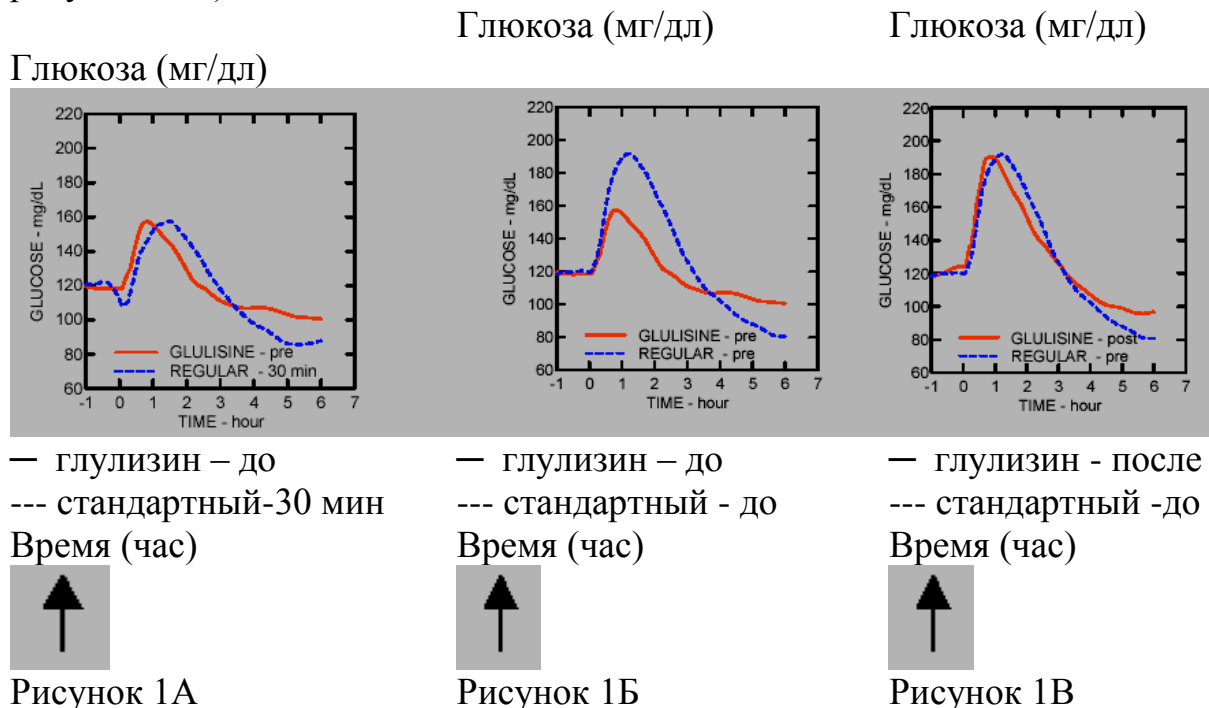 Глюкоза (мг/дл) Глюкоза (мг/дл)
Глюкоза (мг/дл)
220
200
180
160
140
120
100
80
60
GLUCOSE - mg/dL
GLULISINE - pre
REGULAR - 30 min
-1 0 1 2 3 4 5 6 7
TIME - hour
220
200
180
160
140
120
100
80
60
GLUCOSE - mg/dL
GLULISINE - pre
REGULAR - pre
-1 0 1 2 3 4 5 6 7
TIME - hour
220
200
180
160
140
120
100
80
60
GLUCOSE - mg/dL
GLULISINE - post
REGULAR - pre
-1 0 1 2 3 4 5 6 7
TIME - hour
— глулизин – до
--- стандартный-30 мин
Время (час)
Рисунок 1А
— глулизин – до
--- стандартный - до
Время (час)
Рисунок 1Б
— глулизин - после
--- стандартный -до
Время (час)
Рисунок 1В